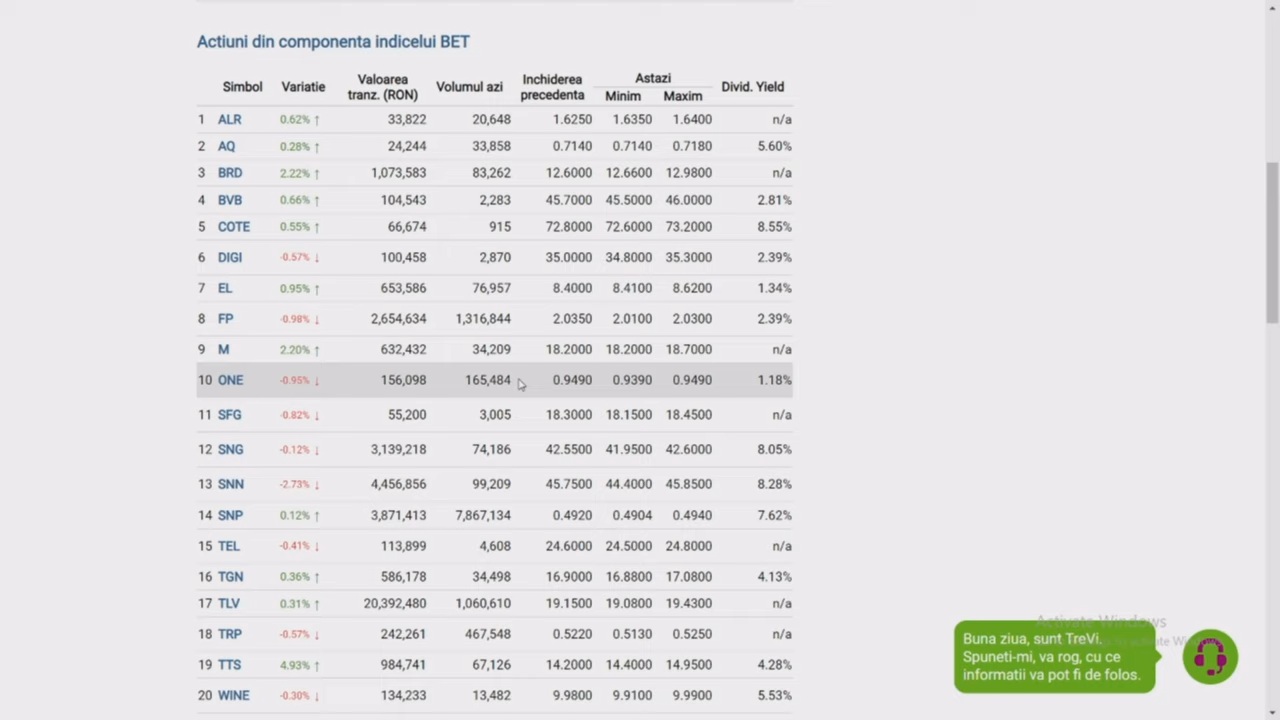 Actiuni din componenta indicelui BET
Simbol Variatie Valoarea tranz. (RON) Volumul azi Inchiderea precedenta Astazi Minim Maxim Divid. Yield
1 ALR 0.62% ↑ 33,822 20,648 1.6250 1.6350 1.6400 n/a
2 AQ 0.28% ↑ 24,244 33,858 0.7140 0.7140 0.7180 5.60%
3 BRD 2.22% ↑ 1,073,583 83,262 12.6000 12.6600 12.9800 n/a
4 BVB 0.66% ↑ 104,543 2,283 45.7000 45.5000 46.0000 2.81%
5 COTE 0.55% ↑ 66,674 915 72.8000 72.6000 73.2000 8.55%
6 DIGI -0.57% ↓ 100,458 2,870 35.0000 34.8000 35.3000 2.39%
7 EL 0.95% ↑ 653,586 76,957 8.4000 8.4100 8.6200 1.34%
8 FP -0.98% ↓ 2,654,634 1,316,844 2.0350 2.0100 2.0300 2.39%
9 M 2.20% ↑ 632,432 34,209 18.2000 18.2000 18.7000 n/a
10 ONE -0.95% ↓ 156,098 165,484 0.9490 0.9390 0.9490 1.18%
11 SFG -0.82% ↓ 55,200 3,005 18.3000 18.1500 18.4500 n/a
12 SNG -0.12% ↓ 3,139,218 74,186 42.5500 41.9500 42.6000 8.05%
13 SNN -2.73% ↓ 4,456,856 99,209 45.7500 44.4000 45.8500 8.28%
14 SNP 0.12% ↑ 3,871,413 7,867,134 0.4920 0.4904 0.4940 7.62%
15 TEL -0.41% ↓ 113,899 4,608 24.6000 24.5000 24.8000 n/a
16 TGN 0.36% ↑ 586,178 34,498 16.9000 16.8800 17.0800 4.13%
17 TLV 0.31% ↑ 20,392,480 1,060,610 19.1500 19.0800 19.4300 n/a
18 TRP -0.57% ↓ 242,261 467,548 0.5220 0.5130 0.5250 n/a
19 TTS 4.93% ↑ 984,741 67,126 14.2000 14.4000 14.9500 4.28%
20 WINE -0.30% ↓ 134,233 13,482 9.9800 9.9100 9.9900 5.53%
Activate Windows
Buna ziua, sunt TreVi.
Spuneti-mi, va rog, cu ce
informatii va pot fi de folos.